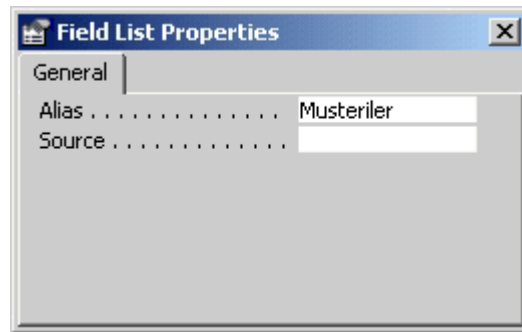 Field List Properties
General
Alias . . . . . . . . . . . . . . Musteriler
Source . . . . . . . . . . . . .